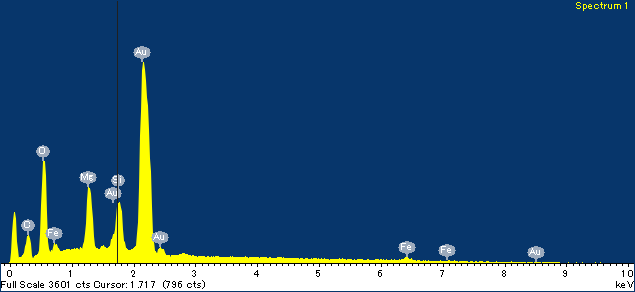 Spectrum 1
Au
O
Mg
Si
Au
C
Fe
Au
Fe
Fe
Au
0 1 2 3 4 5 6 7 8 9 10
Full Scale 3601 cts Cursor: 1.717 (796 cts) keV